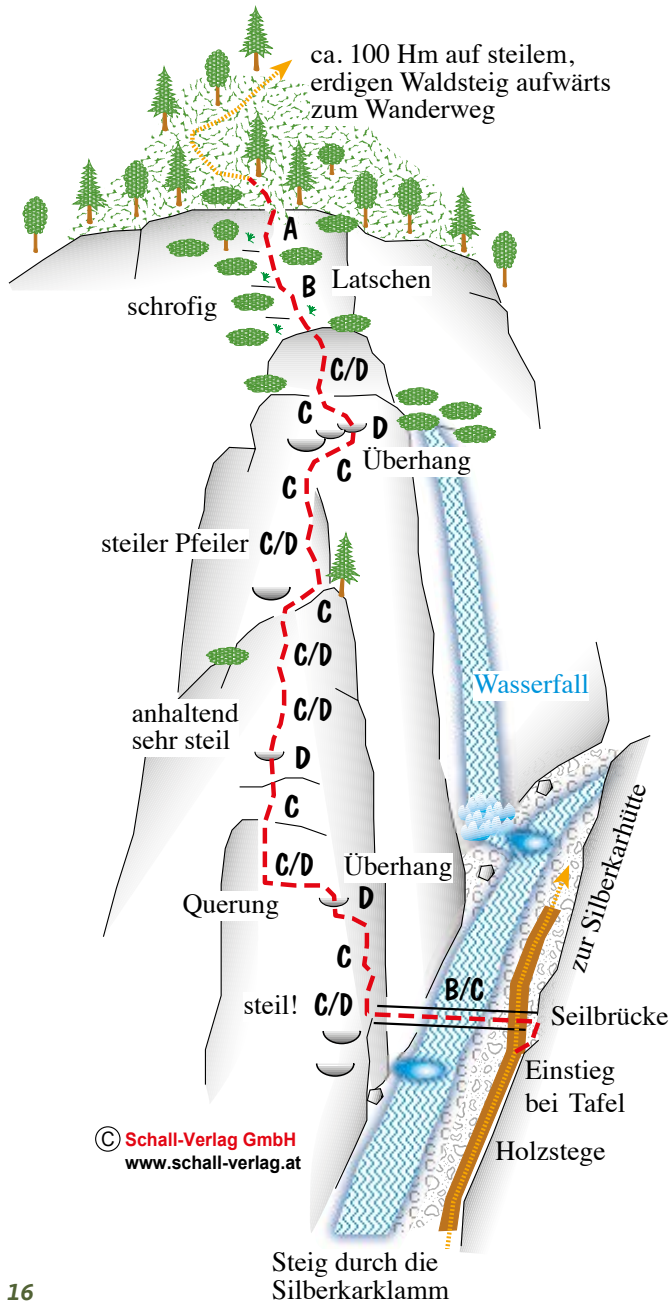 ca. 100 Hm auf steilem,
erdigen Waldsteig aufwärts
zum Wanderweg
A
B
Latschen
schrofig
C/D
C
D
Überhang
C
C
steiler Pfeiler
C/D
C
C/D
Wasserfall
anhaltend
sehr steil
C/D
D
C
zur Silberkarhütte
C/D
Überhang
Querung
D
C
B/C
steil!
C/D
Seilbrücke
Einstieg
bei Tafel
Holzstege
© Schall-Verlag GmbH
www.schall-verlag.at
Steig durch die
Silberkarklamm
16